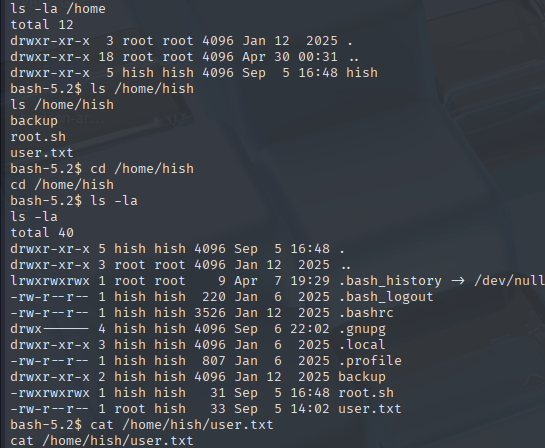 ls -la /home
total 12
drwxr-xr-x  3 root root 4096 Jan 12  2025 .
drwxr-xr-x 18 root root 4096 Apr 30 00:31 ..
drwxr-xr-x  5 hish hish 4096 Sep  5 16:48 hish
bash-5.2$ ls /home/hish
ls /home/hish
backup
root.sh
user.txt
bash-5.2$ cd /home/hish
cd /home/hish
bash-5.2$ ls -la
ls -la
total 40
drwxr-xr-x 5 hish hish 4096 Sep  5 16:48 .
drwxr-xr-x 3 root root 4096 Jan 12  2025 ..
lrwxrwxrwx 1 root root    9 Apr  7 19:29 .bash_history -> /dev/null
-rw-r--r-- 1 hish hish  220 Jan  6  2025 .bash_logout
-rw-r--r-- 1 hish hish 3526 Jan 12  2025 .bashrc
drwx------ 4 hish hish 4096 Sep  6 22:02 .gnupg
drwxr-xr-x 3 hish hish 4096 Jan  6  2025 .local
-rw-r--r-- 1 hish hish  807 Jan  6  2025 .profile
drwxr-xr-x 2 hish hish 4096 Jan 12  2025 backup
-rwxrwxrwx 1 hish hish   31 Sep  5 16:48 root.sh
-rw-r--r-- 1 root hish   33 Sep  5 14:02 user.txt
bash-5.2$ cat /home/hish/user.txt
cat /home/hish/user.txt